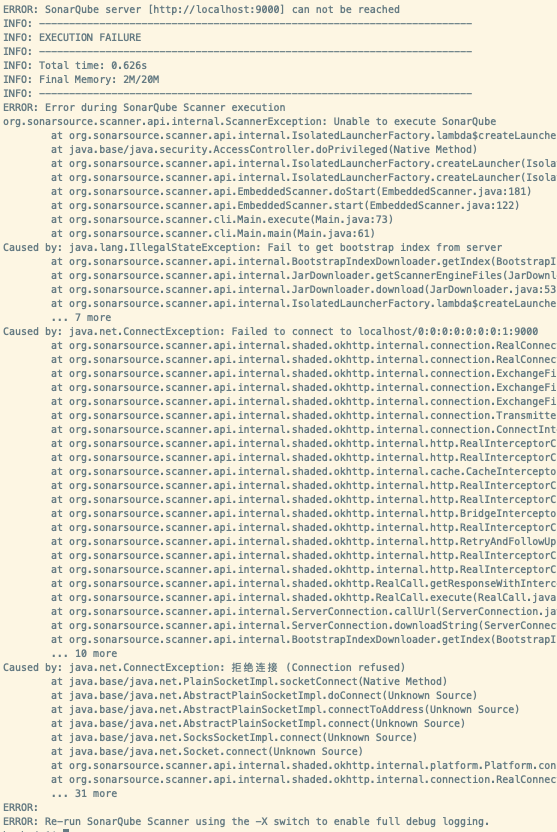 ERROR: SonarQube server [http://localhost:9000] can not be reached
INFO: ------------------------------------------------------------------------
INFO: EXECUTION FAILURE
INFO: ------------------------------------------------------------------------
INFO: Total time: 0.626s
INFO: Final Memory: 2M/20M
INFO: ------------------------------------------------------------------------
ERROR: Error during SonarQube Scanner execution
org.sonarsource.scanner.api.internal.ScannerException: Unable to execute SonarQube
at org.sonarsource.scanner.api.internal.IsolatedLauncherFactory.lambda$createLaunche
at java.base/java.security.AccessController.doPrivileged(Native Method)
at org.sonarsource.scanner.api.internal.IsolatedLauncherFactory.createLauncher(Isola
at org.sonarsource.scanner.api.internal.IsolatedLauncherFactory.createLauncher(Isola
at org.sonarsource.scanner.api.EmbeddedScanner.doStart(EmbeddedScanner.java:181)
at org.sonarsource.scanner.api.EmbeddedScanner.start(EmbeddedScanner.java:122)
at org.sonarsource.scanner.cli.Main.execute(Main.java:73)
at org.sonarsource.scanner.cli.Main.main(Main.java:61)
Caused by: java.lang.IllegalStateException: Fail to get bootstrap index from server
at org.sonarsource.scanner.api.internal.BootstrapIndexDownloader.getIndex(BootstrapI
at org.sonarsource.scanner.api.internal.JarDownloader.getScannerEngineFiles(JarDownl
at org.sonarsource.scanner.api.internal.JarDownloader.download(JarDownloader.java:53
at org.sonarsource.scanner.api.internal.IsolatedLauncherFactory.lambda$createLaunche
... 7 more
Caused by: java.net.ConnectException: Failed to connect to localhost/0:0:0:0:0:0:0:1:9000
at org.sonarsource.scanner.api.internal.shaded.okhttp.internal.connection.RealConnec
at org.sonarsource.scanner.api.internal.shaded.okhttp.internal.connection.RealConnec
at org.sonarsource.scanner.api.internal.shaded.okhttp.internal.connection.ExchangeFi
at org.sonarsource.scanner.api.internal.shaded.okhttp.internal.connection.ExchangeFi
at org.sonarsource.scanner.api.internal.shaded.okhttp.internal.connection.ExchangeFi
at org.sonarsource.scanner.api.internal.shaded.okhttp.internal.connection.Transmitte
at org.sonarsource.scanner.api.internal.shaded.okhttp.internal.connection.ConnectInt
at org.sonarsource.scanner.api.internal.shaded.okhttp.internal.http.RealInterceptorC
at org.sonarsource.scanner.api.internal.shaded.okhttp.internal.http.RealInterceptorC
at org.sonarsource.scanner.api.internal.shaded.okhttp.internal.cache.CacheIntercepto
at org.sonarsource.scanner.api.internal.shaded.okhttp.internal.http.RealInterceptorC
at org.sonarsource.scanner.api.internal.shaded.okhttp.internal.http.RealInterceptorC
at org.sonarsource.scanner.api.internal.shaded.okhttp.internal.http.BridgeIntercepto
at org.sonarsource.scanner.api.internal.shaded.okhttp.internal.http.RealInterceptorC
at org.sonarsource.scanner.api.internal.shaded.okhttp.internal.http.RetryAndFollowUp
at org.sonarsource.scanner.api.internal.shaded.okhttp.internal.http.RealInterceptorC
at org.sonarsource.scanner.api.internal.shaded.okhttp.internal.http.RealInterceptorC
at org.sonarsource.scanner.api.internal.shaded.okhttp.RealCall.getResponseWithInterc
at org.sonarsource.scanner.api.internal.shaded.okhttp.RealCall.execute(RealCall.java
at org.sonarsource.scanner.api.internal.ServerConnection.callUrl(ServerConnection.ja
at org.sonarsource.scanner.api.internal.ServerConnection.downloadString(ServerConnec
at org.sonarsource.scanner.api.internal.BootstrapIndexDownloader.getIndex(BootstrapI
... 10 more
Caused by: java.net.ConnectException: 拒绝连接 (Connection refused)
at java.base/java.net.PlainSocketImpl.socketConnect(Native Method)
at java.base/java.net.AbstractPlainSocketImpl.doConnect(Unknown Source)
at java.base/java.net.AbstractPlainSocketImpl.connectToAddress(Unknown Source)
at java.base/java.net.AbstractPlainSocketImpl.connect(Unknown Source)
at java.base/java.net.SocksSocketImpl.connect(Unknown Source)
at java.base/java.net.Socket.connect(Unknown Source)
at org.sonarsource.scanner.api.internal.shaded.okhttp.internal.platform.Platform.con
at org.sonarsource.scanner.api.internal.shaded.okhttp.internal.connection.RealConnec
... 31 more
ERROR:
ERROR: Re-run SonarQube Scanner using the -X switch to enable full debug logging.